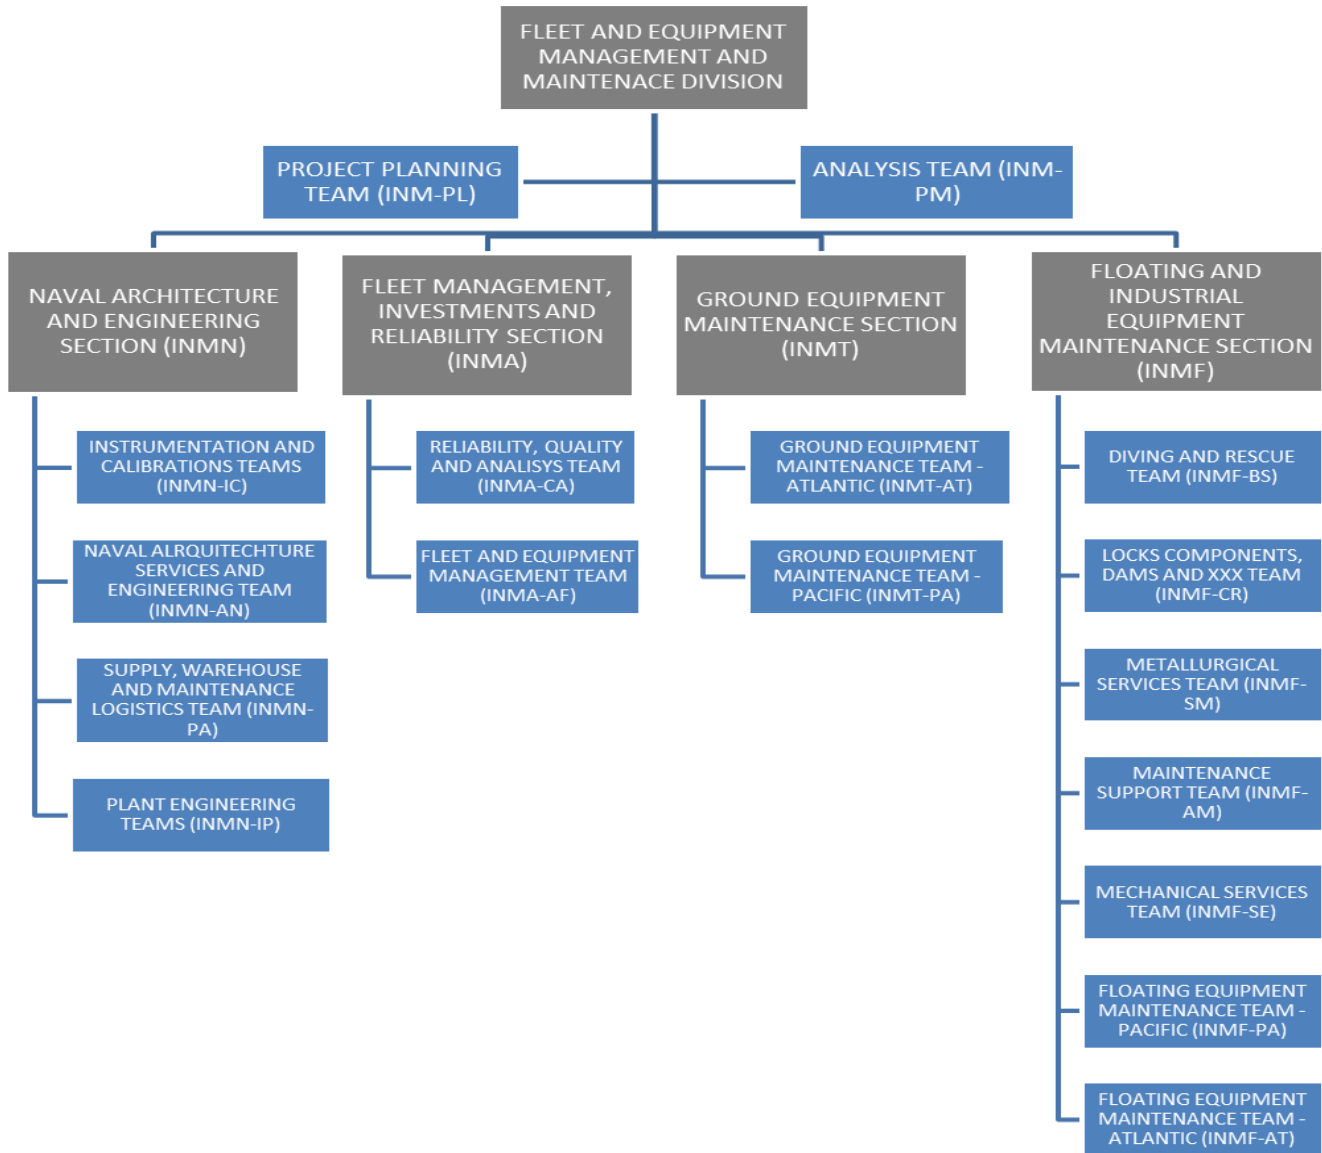 FLEET AND EQUIPMENT
MANAGEMENT AND
MAINTENACE DIVISION
PROJECT PLANNING
TEAM (INM-PL)
ANALYSIS TEAM (INM-
PM)
NAVAL ARCHITECTURE
AND ENGINEERING
SECTION (INMN)
INSTRUMENTATION AND
CALIBRATIONS TEAMS
(INMN-IC)
NAVAL ALRQUITECHTURE
SERVICES AND
ENGINEERING TEAM
(INMN-AN)
SUPPLY, WAREHOUSE
AND MAINTENANCE
LOGISTICS TEAM (INMN-
PA)
PLANT ENGINEERING
TEAMS (INMN-IP)
FLEET MANAGEMENT,
INVESTMENTS AND
RELIABILITY SECTION
(INMA)
RELIABILITY, QUALITY
AND ANALISYS TEAM
(INMA-CA)
FLEET AND EQUIPMENT
MANAGEMENT TEAM
(INMA-AF)
GROUND EQUIPMENT
MAINTENANCE SECTION
(INMT)
GROUND EQUIPMENT
MAINTENANCE TEAM -
ATLANTIC (INMT-AT)
GROUND EQUIPMENT
MAINTENANCE TEAM -
PACIFIC (INMT-PA)
FLOATING AND
INDUSTRIAL
EQUIPMENT
MAINTENANCE SECTION
(INMF)
DIVING AND RESCUE
TEAM (INMF-BS)
LOCKS COMPONENTS,
DAMS AND XXX TEAM
(INMF-CR)
METALLURGICAL
SERVICES TEAM (INMF-
SM)
MAINTENANCE
SUPPORT TEAM (INMF-
AM)
MECHANICAL SERVICES
TEAM (INMF-SE)
FLOATING EQUIPMENT
MAINTENANCE TEAM -
PACIFIC (INMF-PA)
FLOATING EQUIPMENT
MAINTENANCE TEAM -
ATLANTIC (INMF-AT)